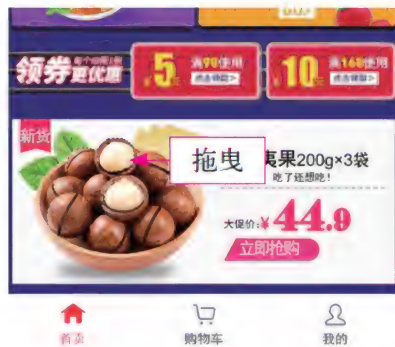 领券更优惠
¥5
满98使用
点击领取>
¥10
满168使用
点击领取>
新货
拖曳
夷果200g×3袋
吃了还想吃!
大促价:¥44.9
立即抢购
首页
购物车
我的